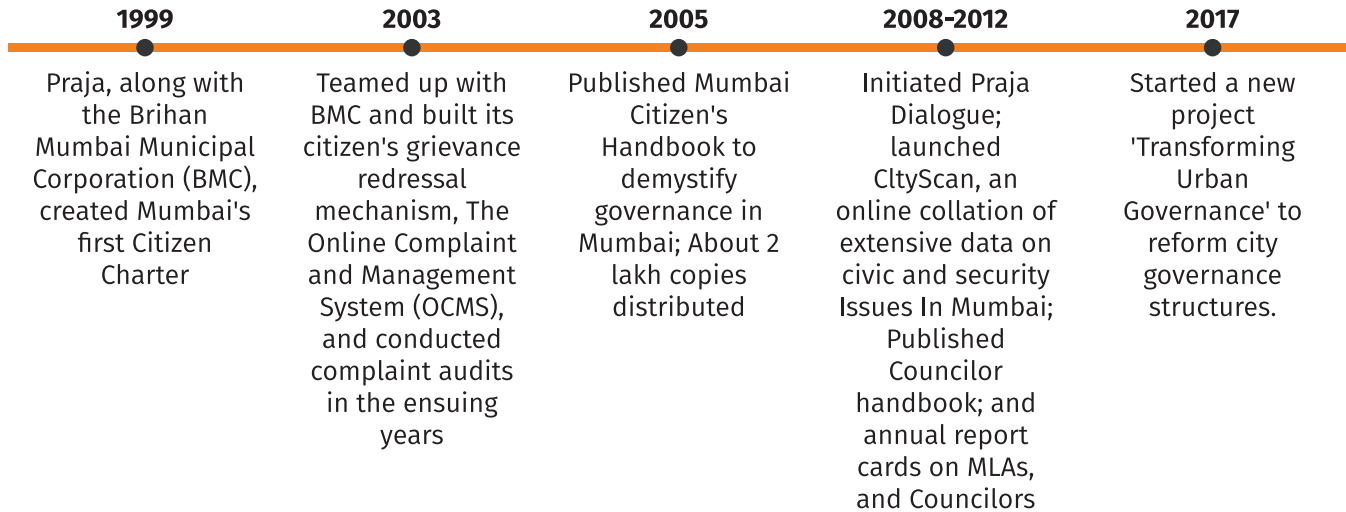 1999
Praja, along with
the Brihan
Mumbai Municipal
Corporation (BMC),
created Mumbai's
first Citizen
Charter
2003
Teamed up with
BMC and built its
citizen's grievance
redressal
mechanism, The
Online Complaint
and Management
System (OCMS),
and conducted
complaint audits
in the ensuing
years
2005
Published Mumbai
Citizen's
Handbook to
demystify
governance in
Mumbai; About 2
lakh copies
distributed
2008-2012
Initiated Praja
Dialogue;
launched
CltyScan, an
online collation of
extensive data on
civic and security
Issues In Mumbai;
Published
Councilor
handbook; and
annual report
cards on MLAs,
and Councilors
2017
Started a new
project
'Transforming
Urban
Governance' to
reform city
governance
structures.